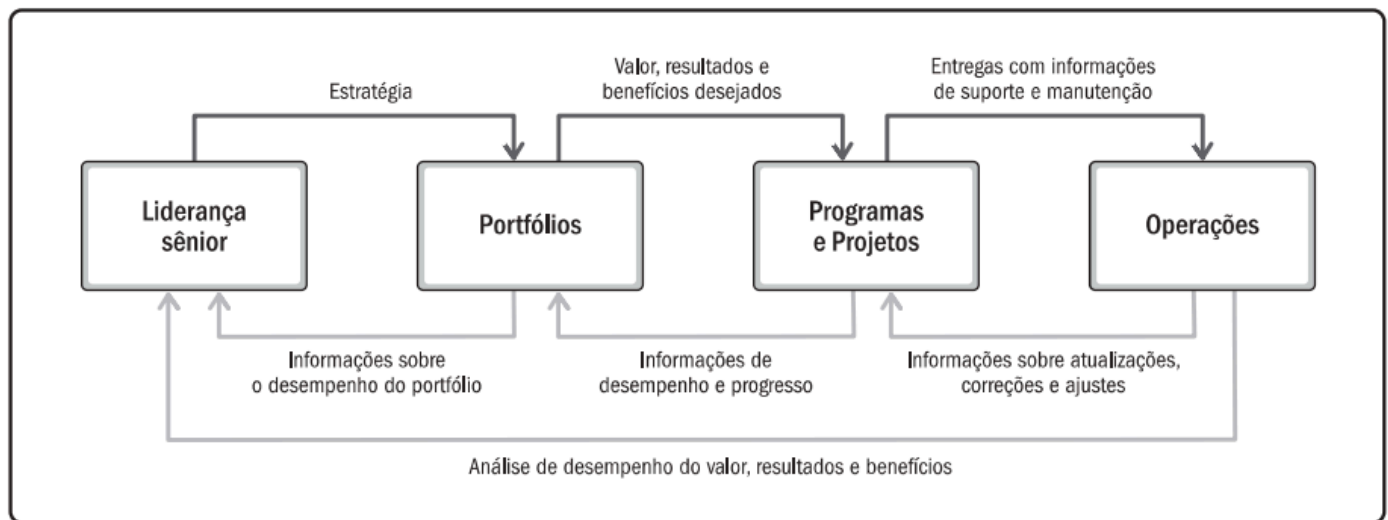 Estratégia
Valor, resultados e
benefícios desejados
Entregas com informações
de suporte e manutenção
Liderança
sênior
Portfólios
Programas
e Projetos
Operações
Informações sobre
o desempenho do portfólio
Informações de
desempenho e progresso
Informações sobre atualizações,
correções e ajustes
Análise de desempenho do valor, resultados e benefícios